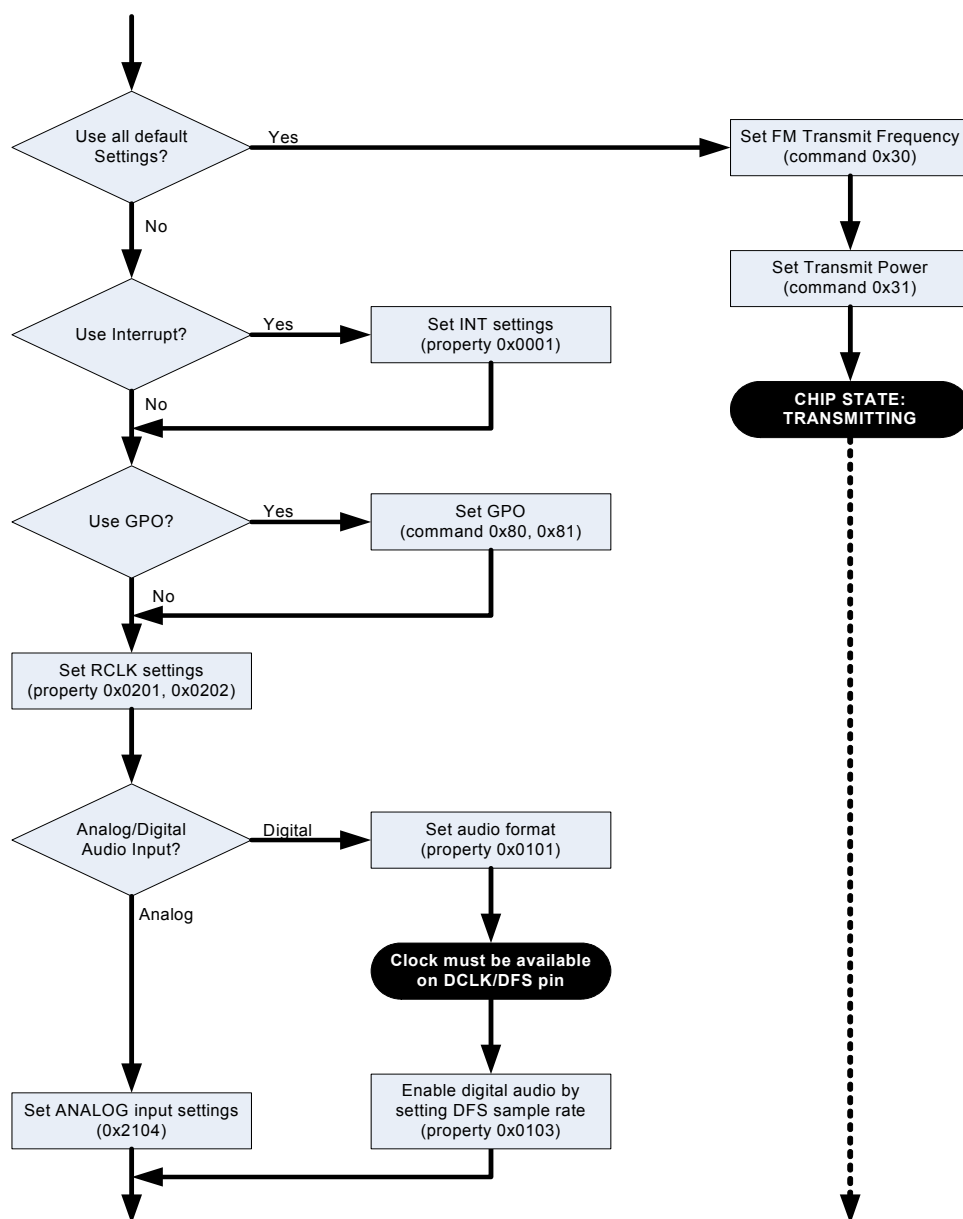 Use all default
Settings?
Yes
Set FM Transmit Frequency
(command 0x30)
No
Set Transmit Power
(command 0x31)
Use Interrupt?
Yes
Set INT settings
(property 0x0001)
CHIP STATE:
TRANSMITTING
No
Use GPO?
Yes
Set GPO
(command 0x80, 0x81)
No
Set RCLK settings
(property 0x0201, 0x0202)
Analog/Digital
Audio Input?
Digital
Set audio format
(property 0x0101)
Analog
Clock must be available
on DCLK/DFS pin
Set ANALOG input settings
(0x2104)
Enable digital audio by
setting DFS sample rate
(property 0x0103)